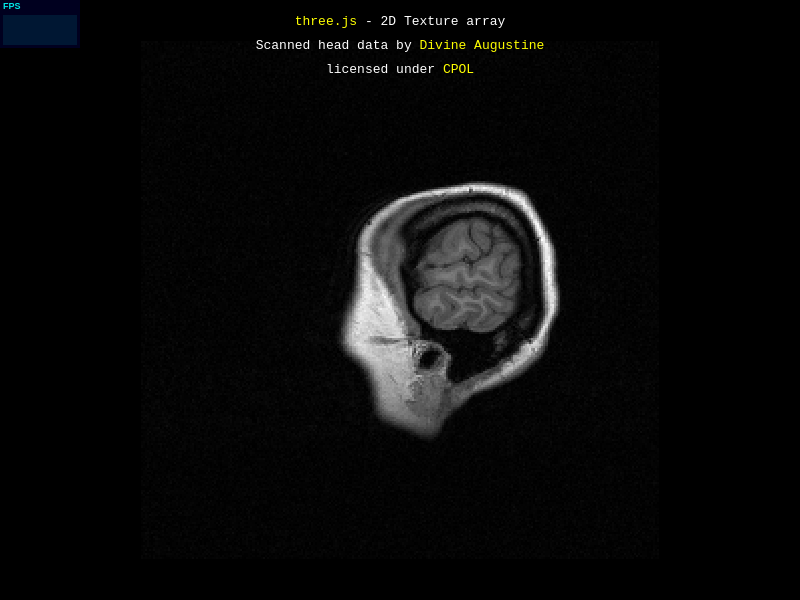 FPS
three.js - 2D Texture array
Scanned head data by Divine Augustine
licensed under CPOL